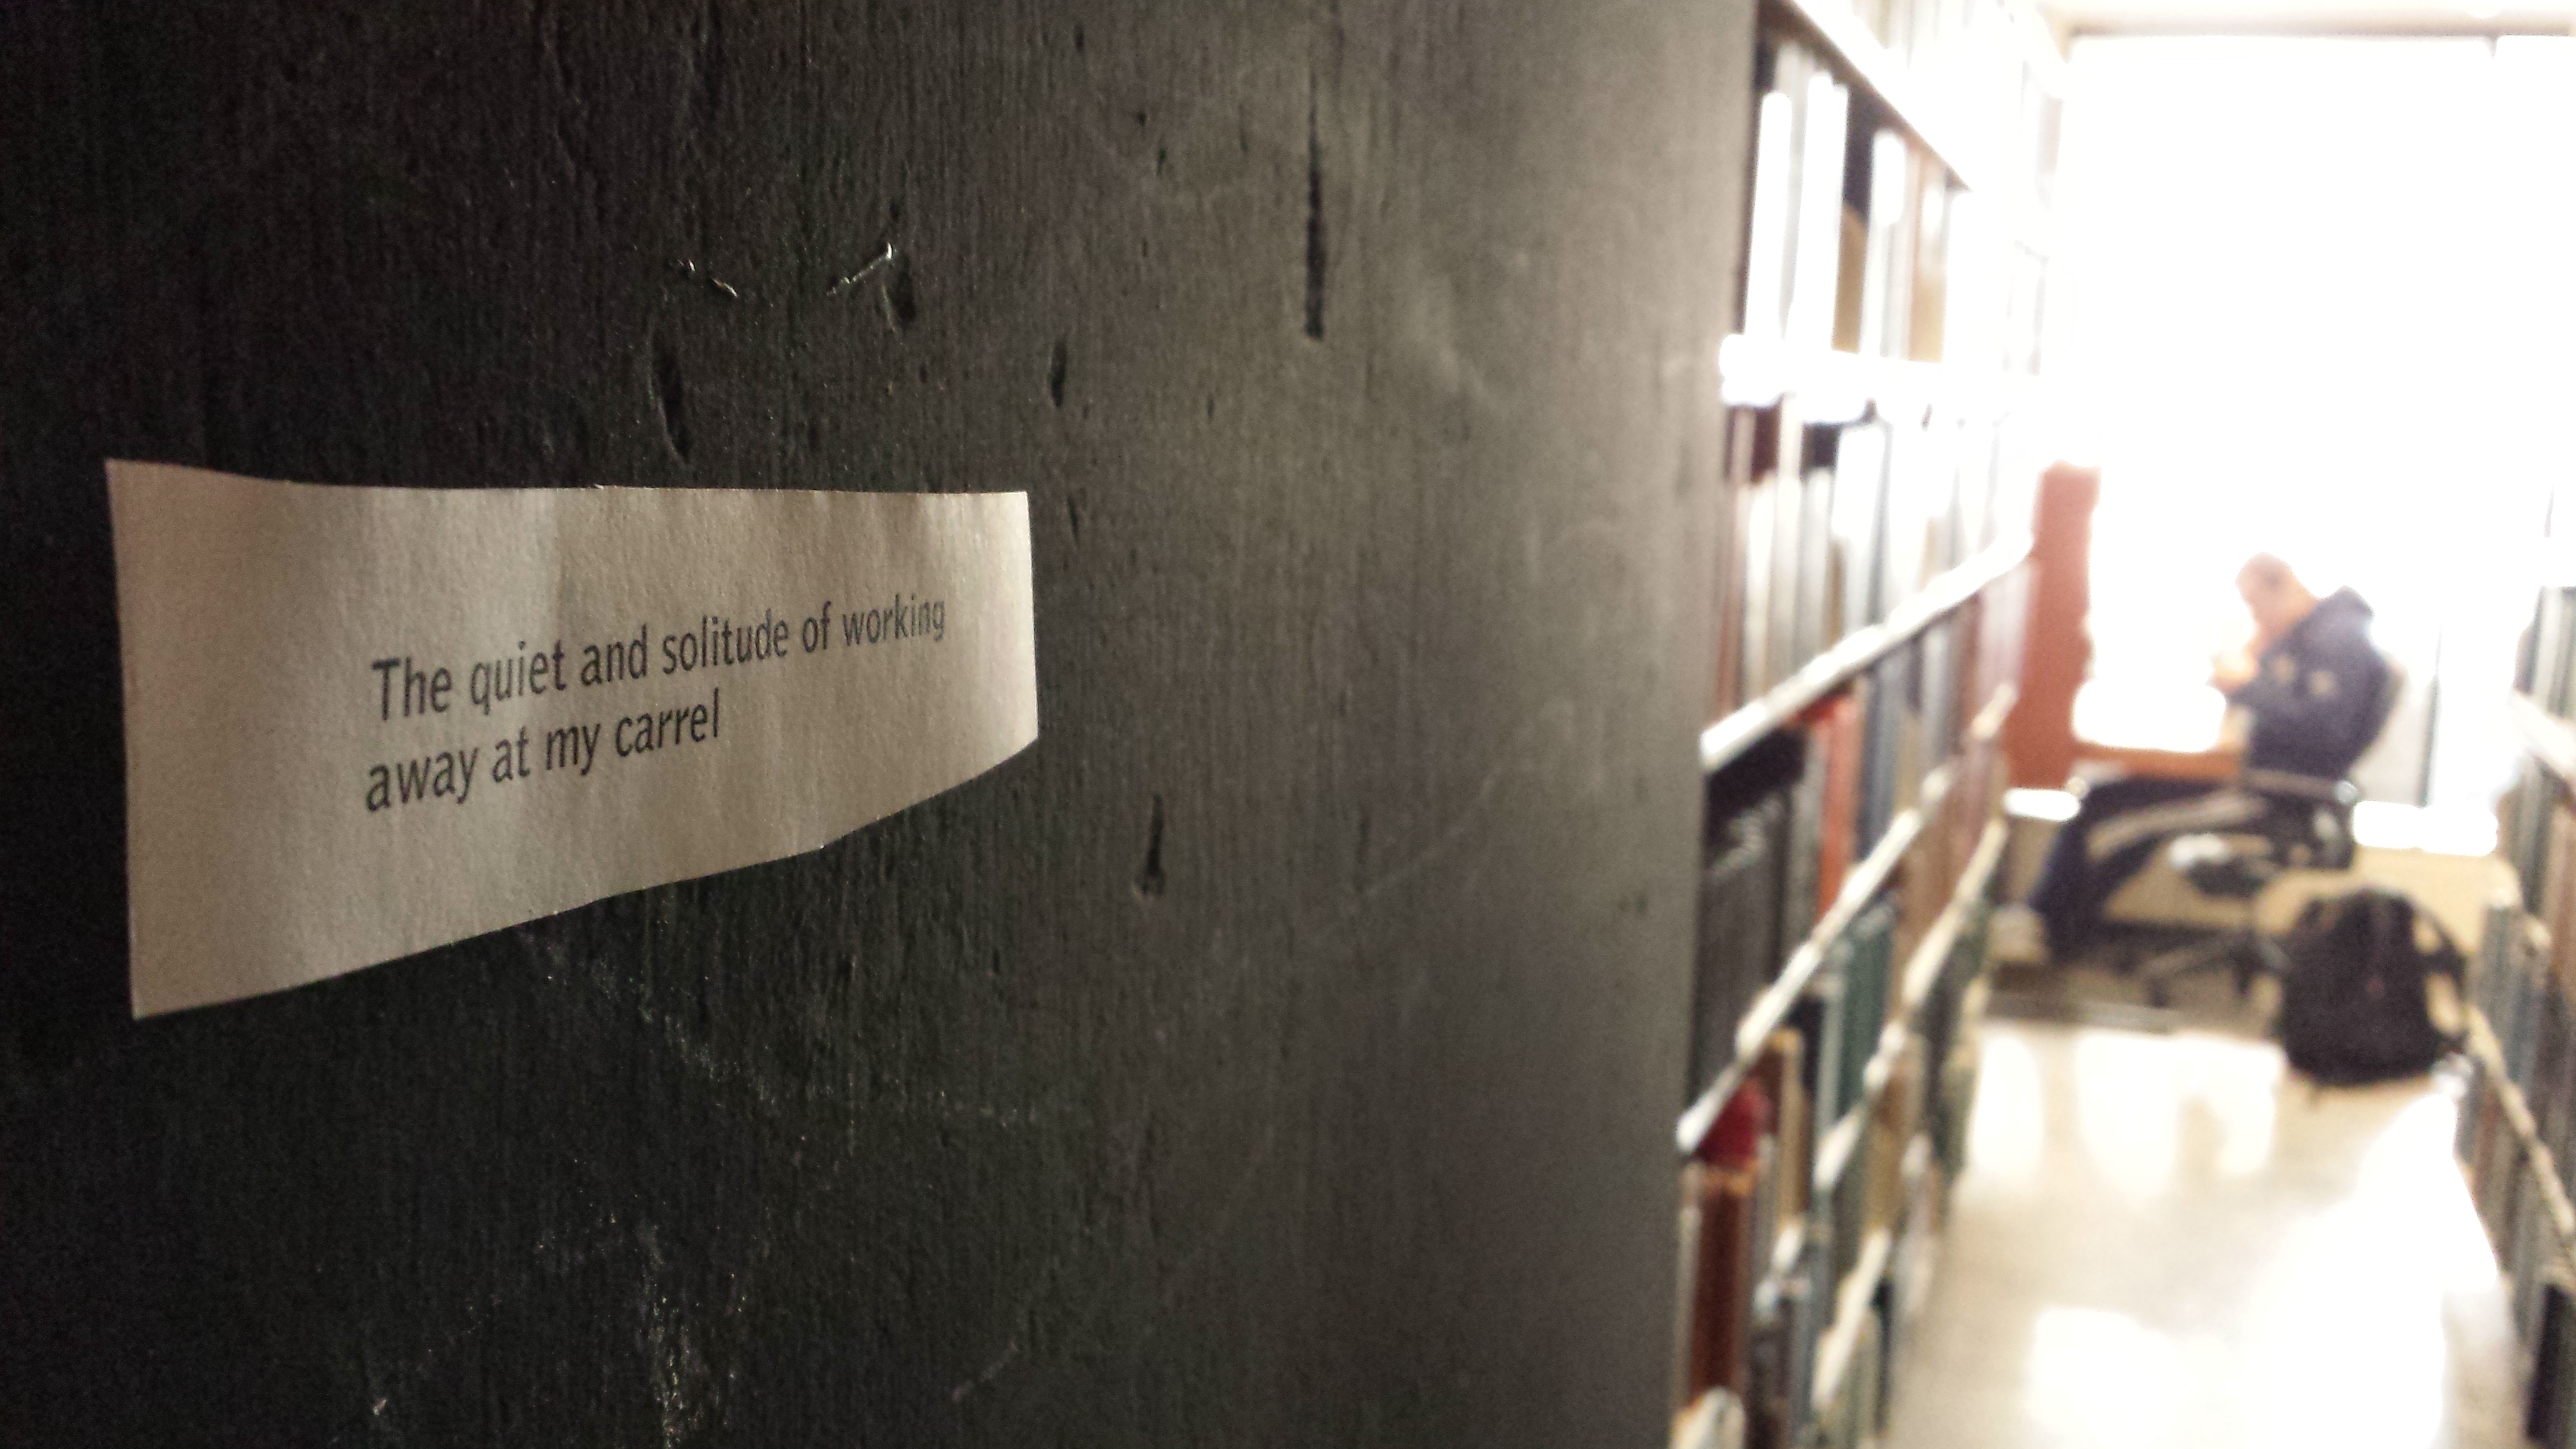 The quiet and solitude of working
away at my carrel